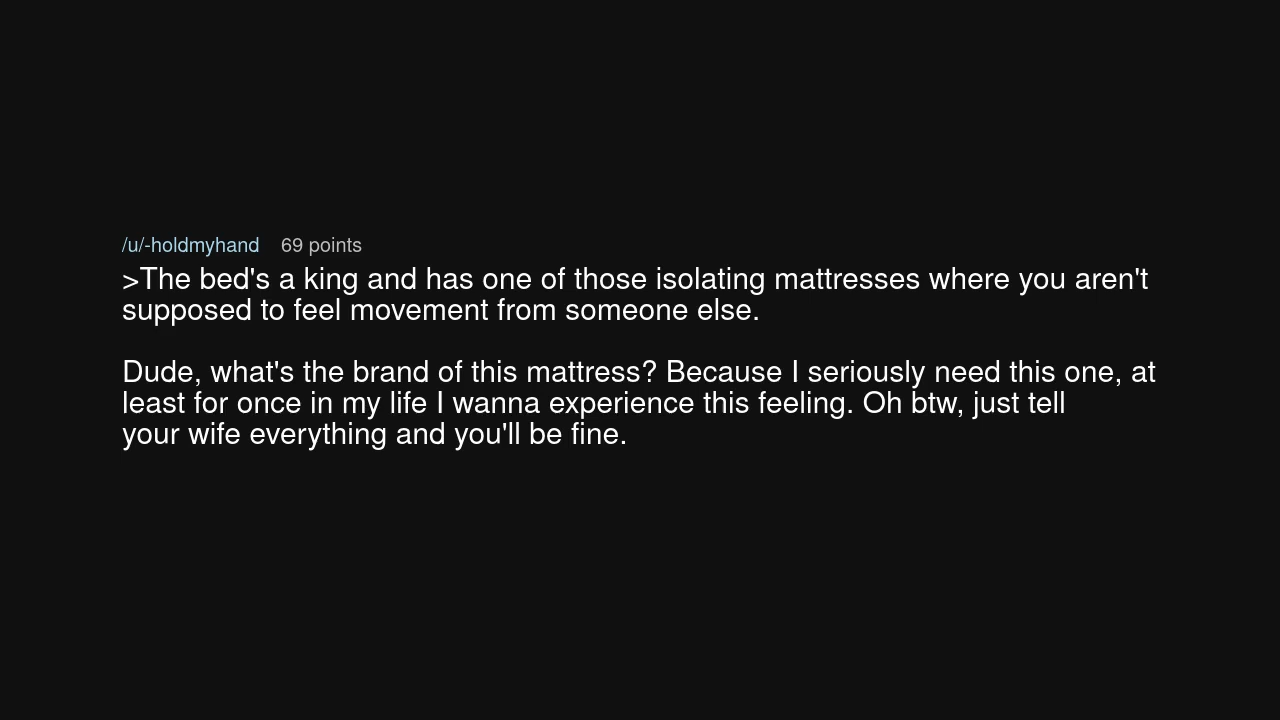 /u/-holdmyhand 69 points
>The bed's a king and has one of those isolating mattresses where you aren't
supposed to feel movement from someone else.
Dude, what's the brand of this mattress? Because I seriously need this one, at
least for once in my life I wanna experience this feeling. Oh btw, just tell
your wife everything and you'll be fine.